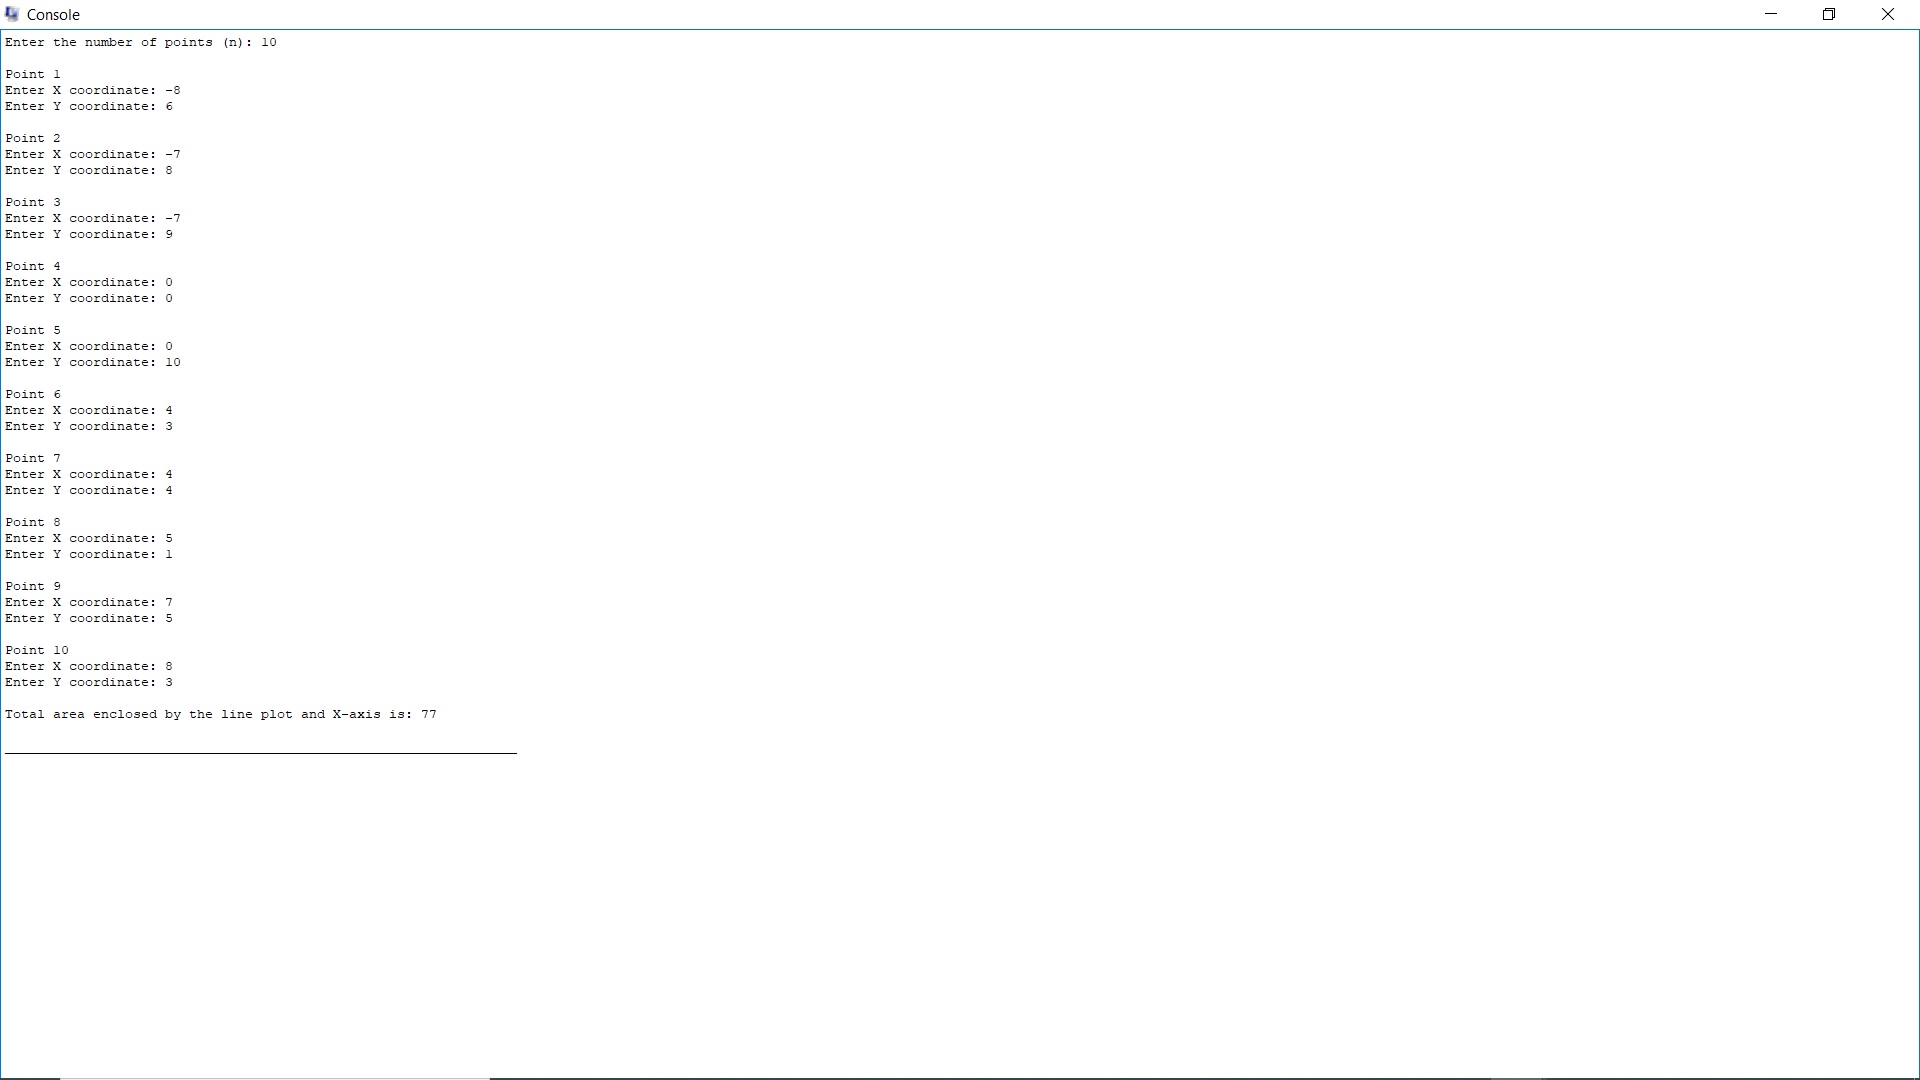 Console
Enter the number of points (n): 10
Point 1
Enter X coordinate: -8
Enter Y coordinate: 6
Point 2
Enter X coordinate: -7
Enter Y coordinate: 8
Point 3
Enter X coordinate: -7
Enter Y coordinate: 9
Point 4
Enter X coordinate: 0
Enter Y coordinate: 0
Point 5
Enter X coordinate: 0
Enter Y coordinate: 10
Point 6
Enter X coordinate: 4
Enter Y coordinate: 3
Point 7
Enter X coordinate: 4
Enter Y coordinate: 4
Point 8
Enter X coordinate: 5
Enter Y coordinate: 1
Point 9
Enter X coordinate: 7
Enter Y coordinate: 5
Point 10
Enter X coordinate: 8
Enter Y coordinate: 3
Total area enclosed by the line plot and X-axis is: 77